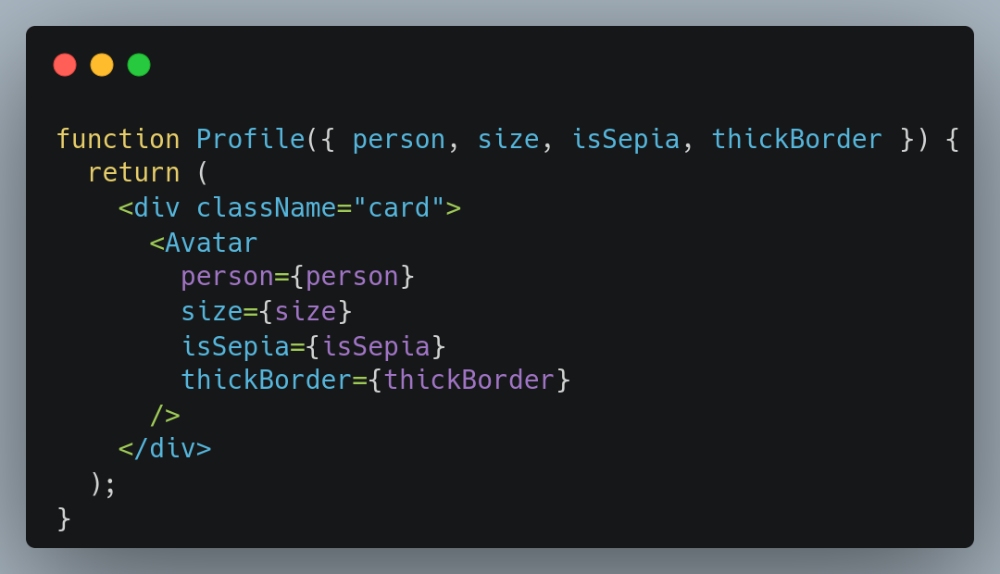 function Profile({ person, size, isSepia, thickBorder }) {
  return (
    <div className="card">
      <Avatar
        person={person}
        size={size}
        isSepia={isSepia}
        thickBorder={thickBorder}
      />
    </div>
  );
}